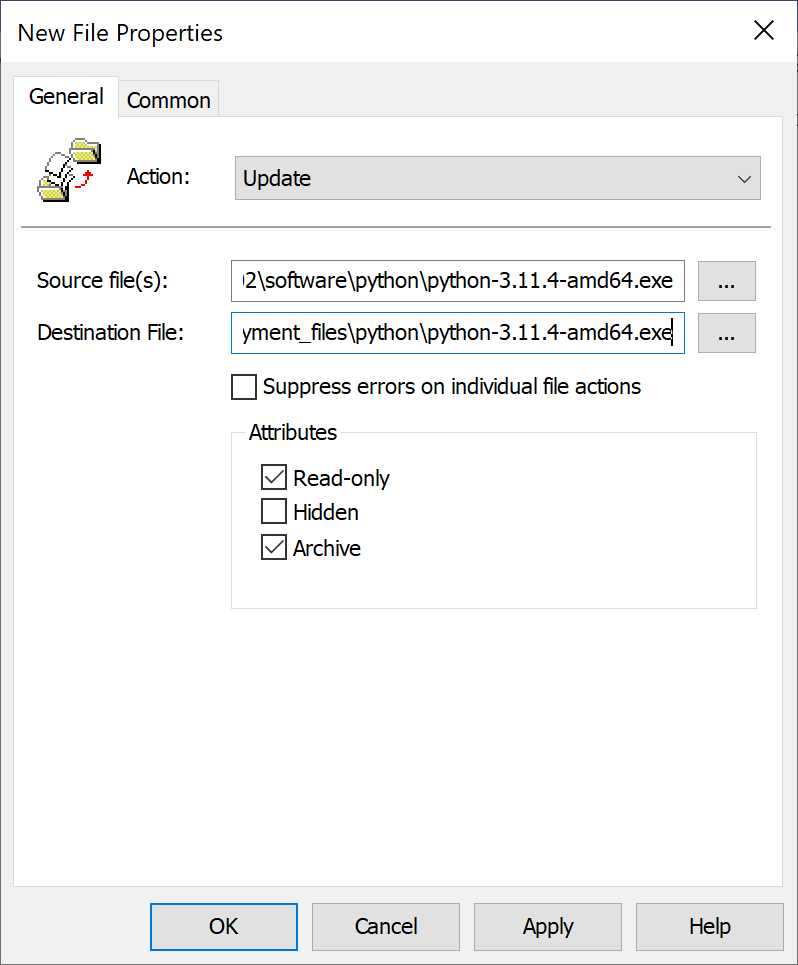 New File Properties
General
Common
Action:
Update
Source file(s):
\software\python\python-3.11.4-amd64.exe
...
Destination File:
yment_files\python\python-3.11.4-amd64.exe
...
Suppress errors on individual file actions
Attributes
Read-only
Hidden
Archive
OK
Cancel
Apply
Help